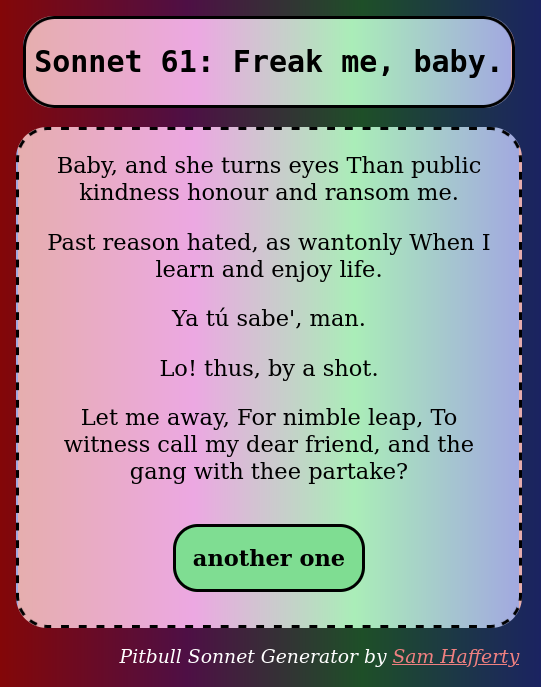 Sonnet 61: Freak me, baby.
Baby, and she turns eyes Than public
kindness honour and ransom me.
Past reason hated, as wantonly When I
learn and enjoy life.
Ya tú sabe', man.
Lo! thus, by a shot.
Let me away, For nimble leap, To
witness call my dear friend, and the
gang with thee partake?
another one
Pitbull Sonnet Generator by Sam Hafferty